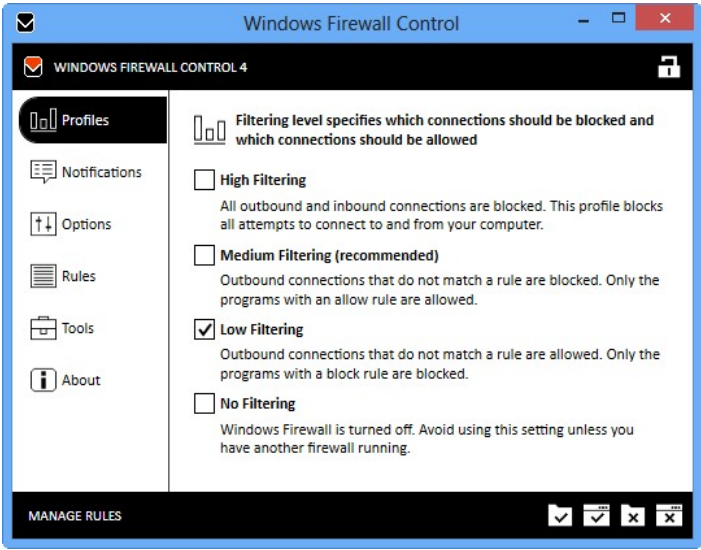 Windows Firewall Control
WINDOWS FIREWALL CONTROL 4
Profiles
Notifications
Options
Rules
Tools
About
Filtering level specifies which connections should be blocked and
which connections should be allowed
High Filtering
All outbound and inbound connections are blocked. This profile blocks
all attempts to connect to and from your computer.
Medium Filtering (recommended)
Outbound connections that do not match a rule are blocked. Only the
programs with an allow rule are allowed.
Low Filtering
Outbound connections that do not match a rule are allowed. Only the
programs with a block rule are blocked.
No Filtering
Windows Firewall is turned off. Avoid using this setting unless you
have another firewall running.
MANAGE RULES